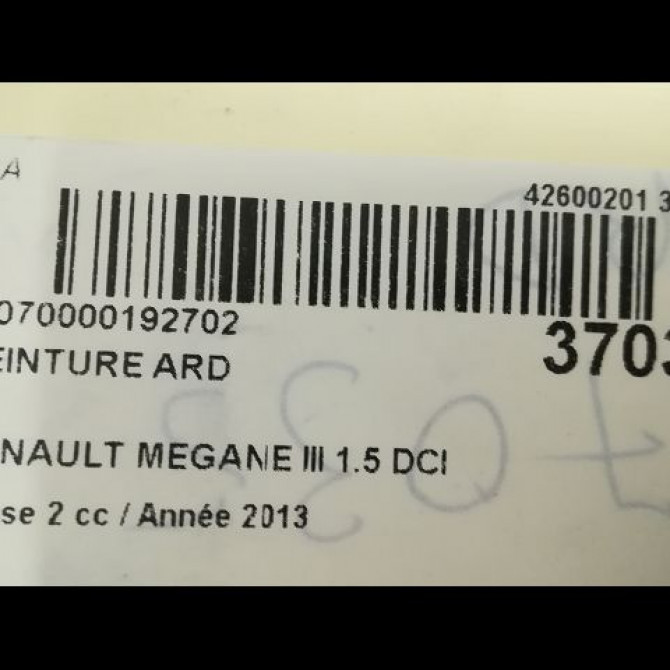 A
42600201 3
070000192702
3703
EINTURE ARD
NAULT MEGANE III 1.5 DCI
se 2 cc / Année 2013